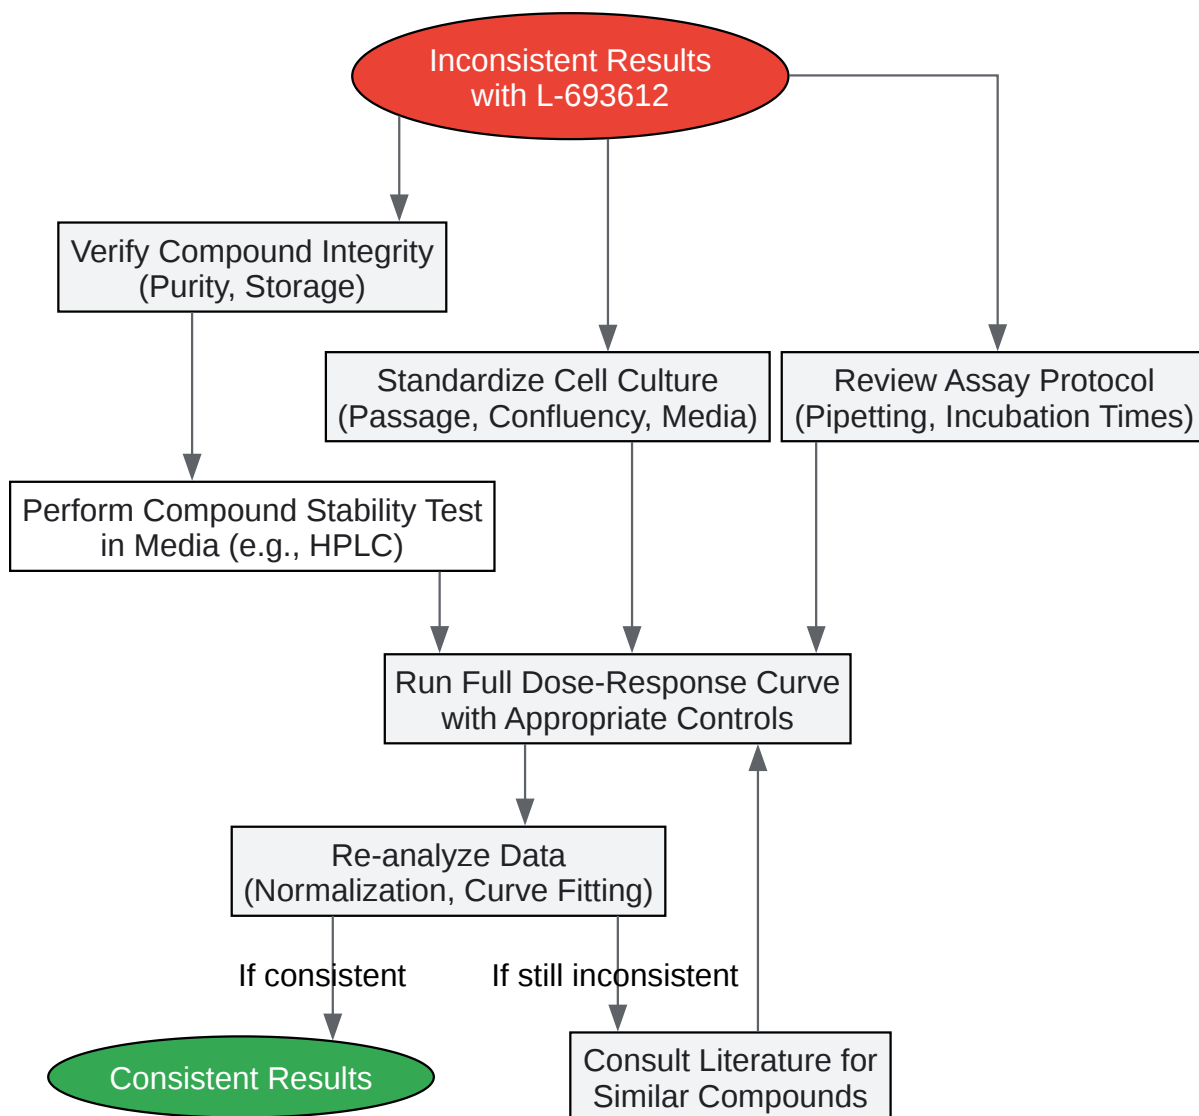 Inconsistent Results
with L-693612
Verify Compound Integrity
(Purity, Storage)
Standardize Cell Culture
(Passage, Confluency, Media)
Review Assay Protocol
(Pipetting, Incubation Times)
Perform Compound Stability Test
in Media (e.g., HPLC)
Run Full Dose-Response Curve
with Appropriate Controls
Re-analyze Data
(Normalization, Curve Fitting)
If consistent
If still inconsistent
Consistent Results
Consult Literature for
Similar Compounds